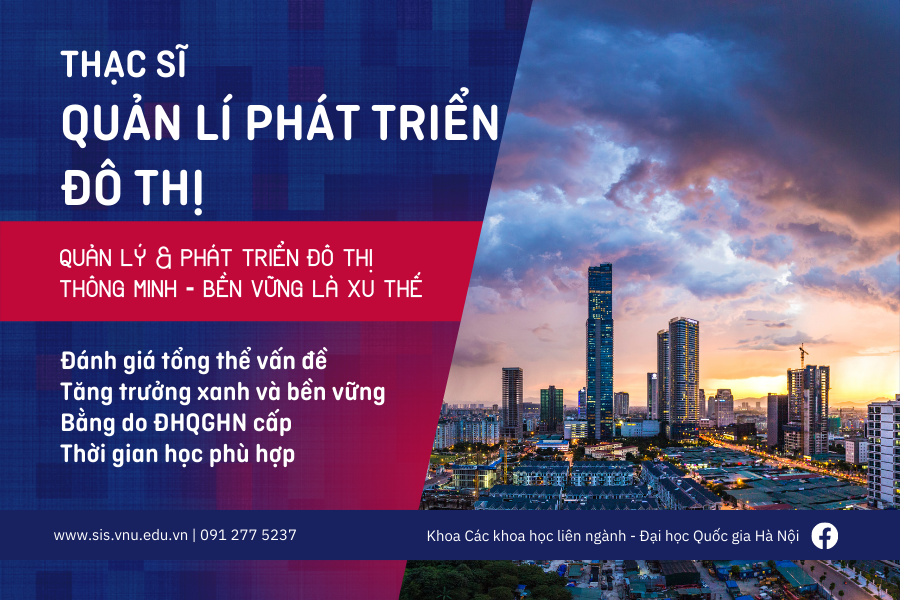 THẠC SĨ
QUẢN LÍ PHÁT TRIỂN
ĐÔ THỊ
QUẢN LÝ & PHÁT TRIỂN ĐÔ THỊ
THÔNG MINH - BỀN VỮNG LÀ XU THẾ
Đánh giá tổng thể vấn đề
Tăng trưởng xanh và bền vững
Bằng do ĐHQGHN cấp
Thời gian học phù hợp
www.sis.vnu.edu.vn | 091 277 5237
Khoa Các khoa học liên ngành - Đại học Quốc gia Hà Nội